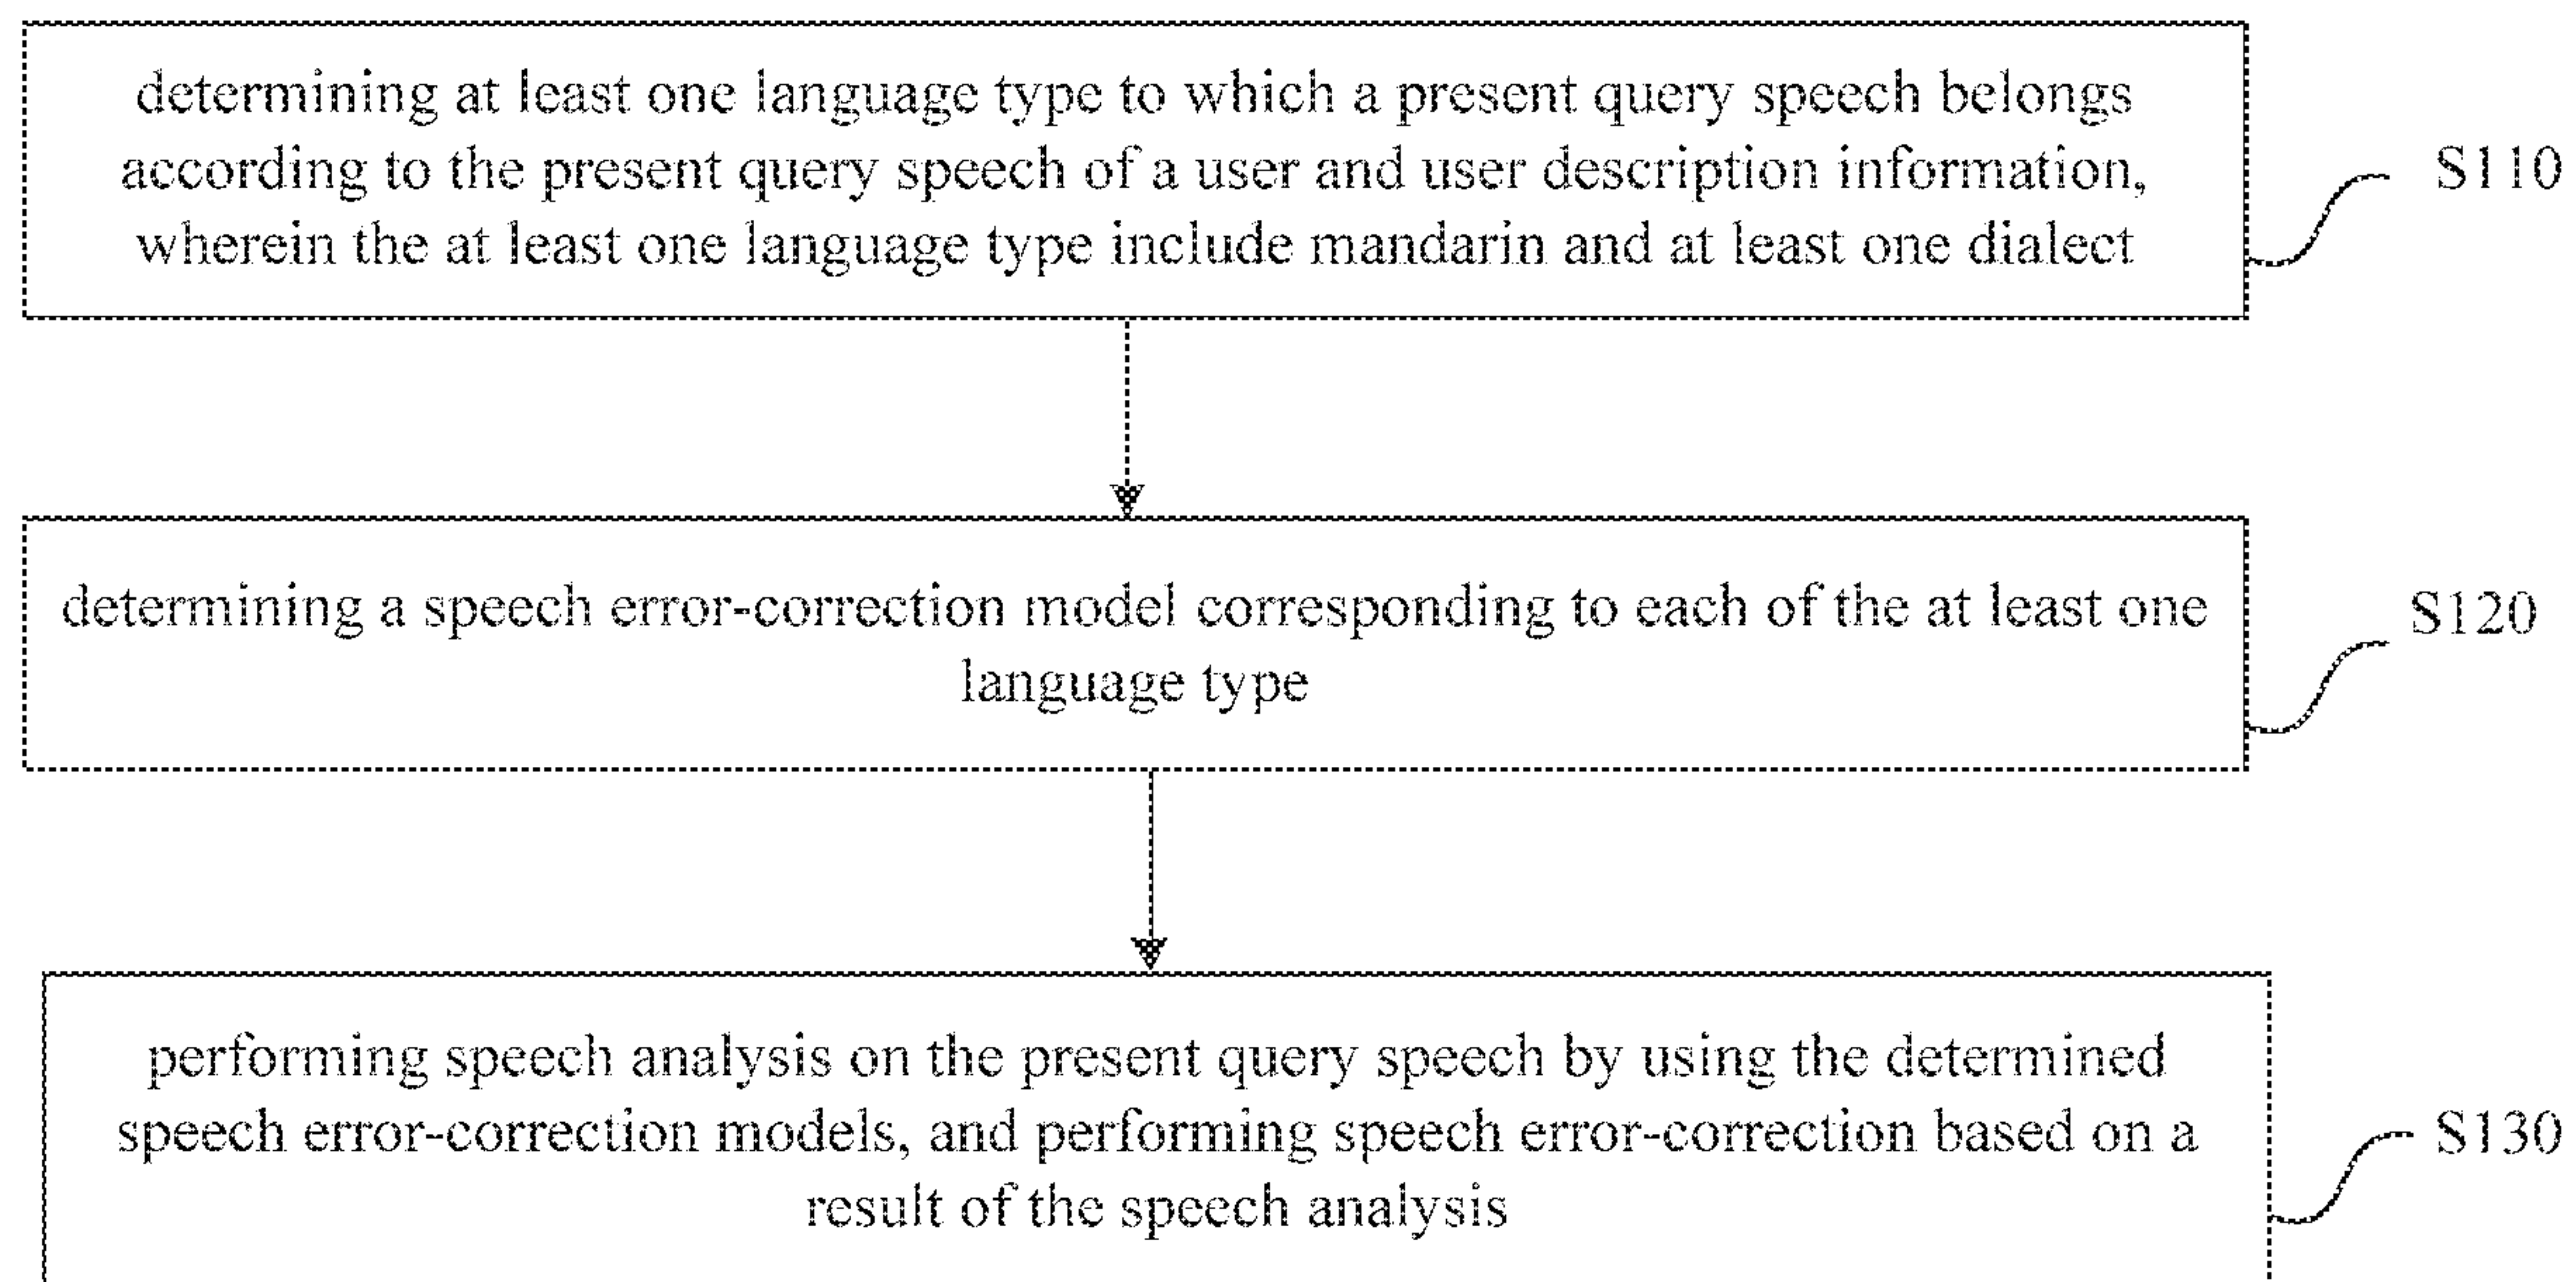 determining at least one language type to which a present query speech belongs
according to the present query speech of a user and user description information,
wherein the at least one language type include mandarin and at least one dialect
S110
determining a speech error-correction model corresponding to each of the at least one
language type
S120
performing speech analysis on the present query speech by using the determined
speech error-correction models, and performing speech error-correction based on a
result of the speech analysis
S130